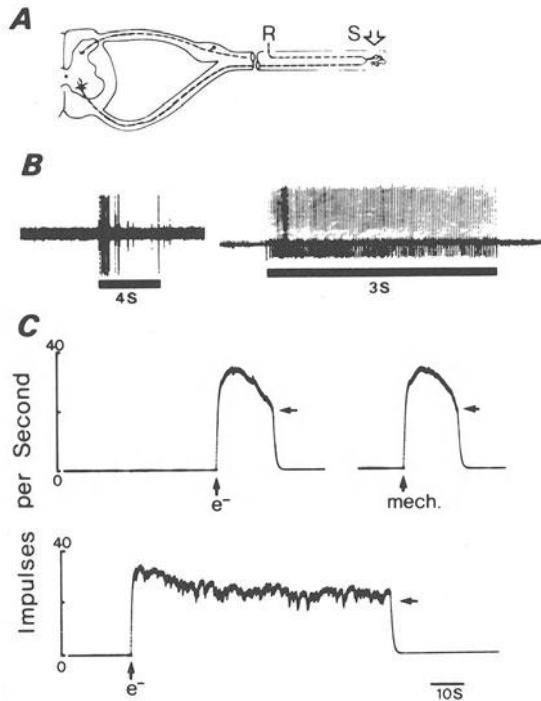 A
R S
B
4S 3S
C
40
0
e⁻ mech.
Impulses per Second
40
0
e⁻
10S